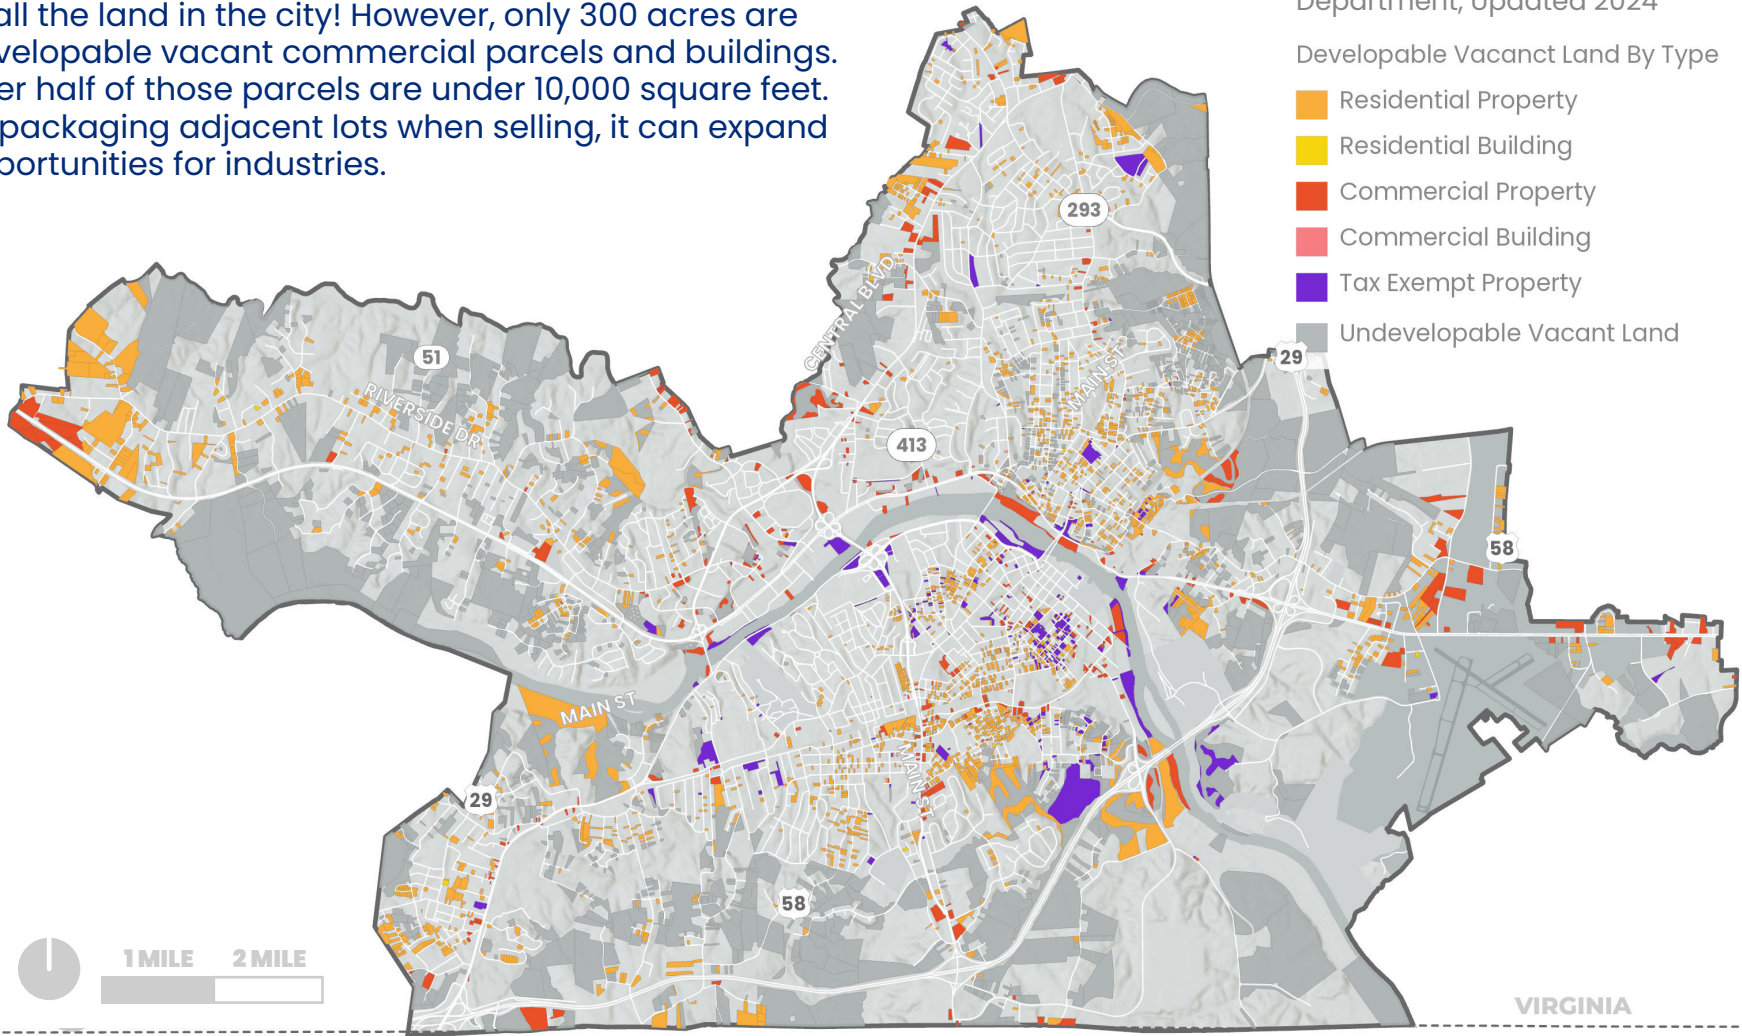 all the land in the city! However, only 300 acres are
velopable vacant commercial parcels and buildings.
er half of those parcels are under 10,000 square feet.
packaging adjacent lots when selling, it can expand
portunities for industries.
Department, Updated 2024
Developable Vacanct Land By Type
Residential Property
Residential Building
Commercial Property
Commercial Building
Tax Exempt Property
Undevelopable Vacant Land
293
CENTRAL BLVD
51
RIVERSIDE DR
MAIN ST
29
413
58
MAIN ST
MAIN ST
29
58
1 MILE 2 MILE
VIRGINIA